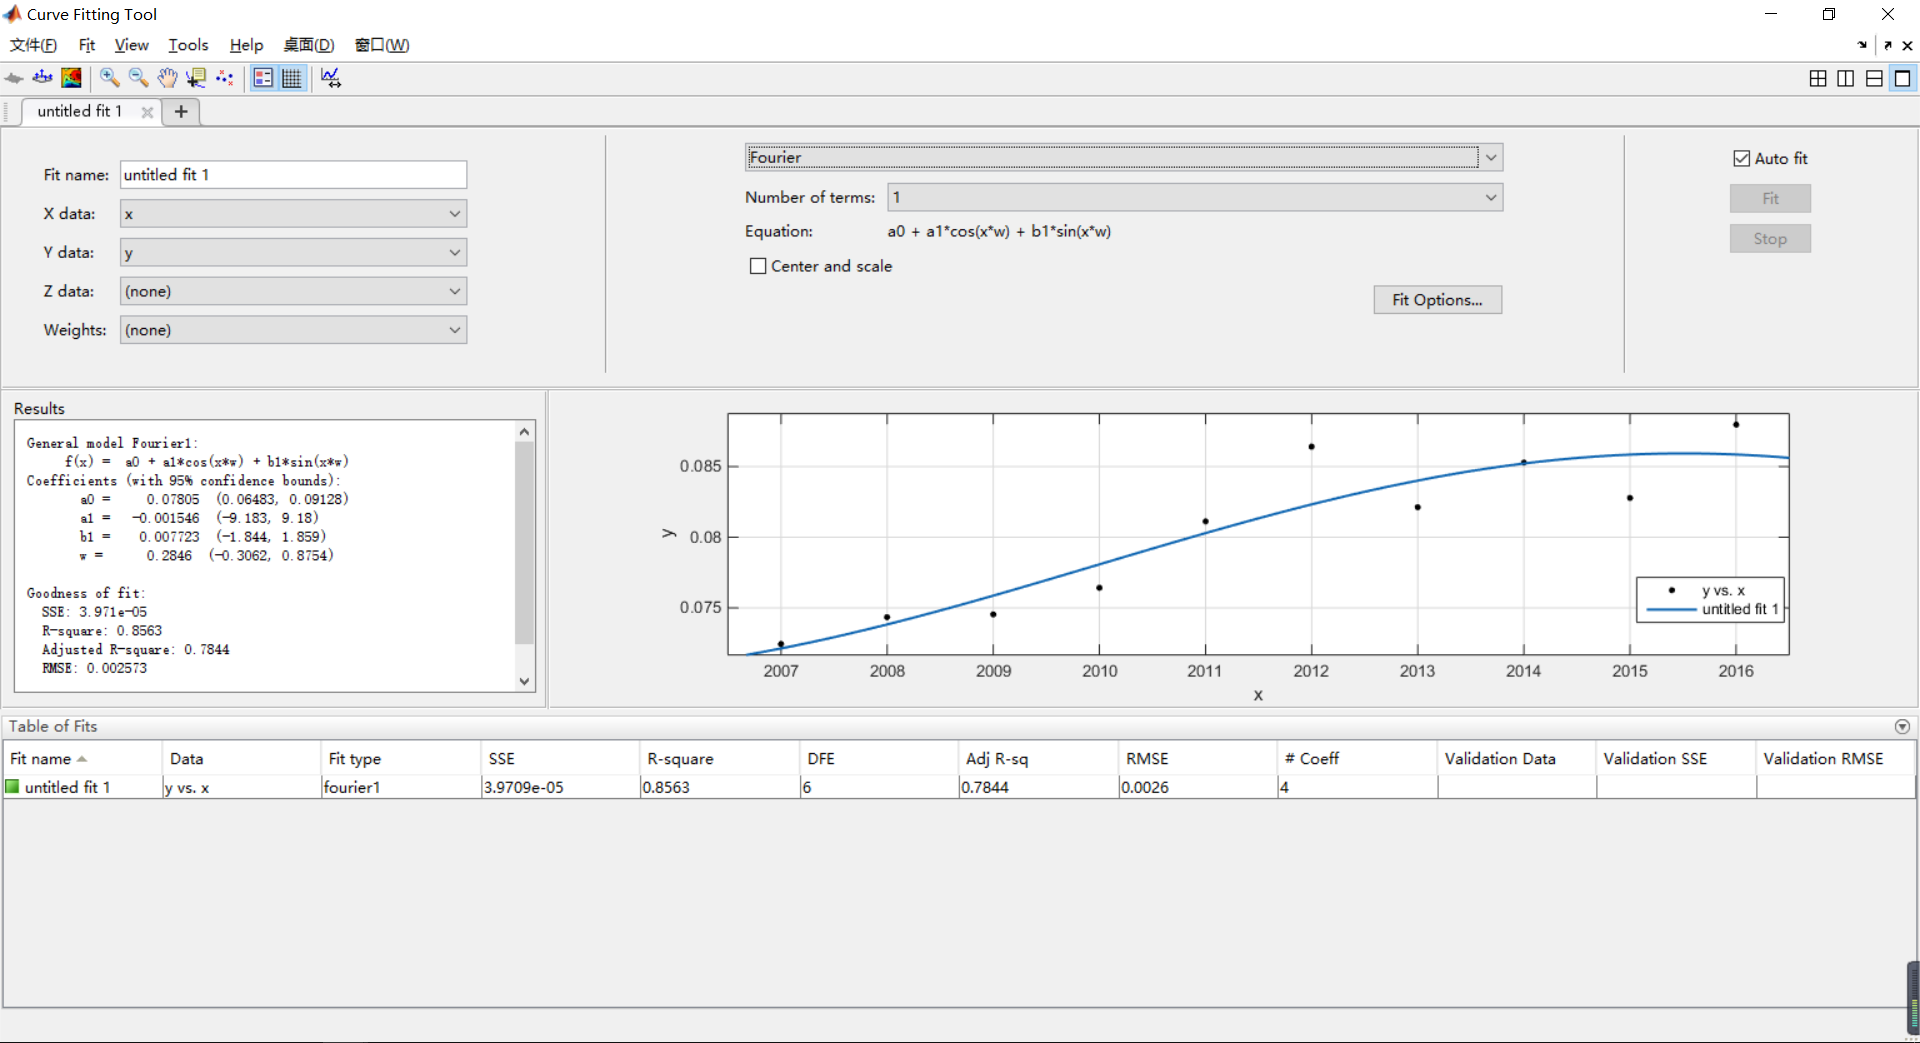 Curve Fitting Tool
文件(F) Fit View Tools Help 桌面(D) 窗口(W)
untitled fit 1
Fit name: untitled fit 1
X data: x
Y data: y
Z data: (none)
Weights: (none)
Fourier
Number of terms: 1
Equation: a0 + a1*cos(x*w) + b1*sin(x*w)
Center and scale
Fit Options...
Auto fit
Fit
Stop
Results
General model Fourier1:
f(x) = a0 + a1*cos(x*w) + b1*sin(x*w)
Coefficients (with 95% confidence bounds):
a0 = 0.07805 (0.06483, 0.09128)
a1 = -0.001546 (-9.183, 9.18)
b1 = 0.007723 (-1.844, 1.859)
w = 0.2846 (-0.3062, 0.8754)
Goodness of fit:
SSE: 3.971e-05
R-square: 0.8563
Adjusted R-square: 0.7844
RMSE: 0.002573
0.085
0.08
0.075
y
2007 2008 2009 2010 2011 2012 2013 2014 2015 2016
x
y vs. x
untitled fit 1
Table of Fits
Fit name Data Fit type SSE R-square DFE Adj R-sq RMSE # Coeff Validation Data Validation SSE Validation RMSE
untitled fit 1 y vs. x fourier1 3.9709e-05 0.8563 6 0.7844 0.0026 4